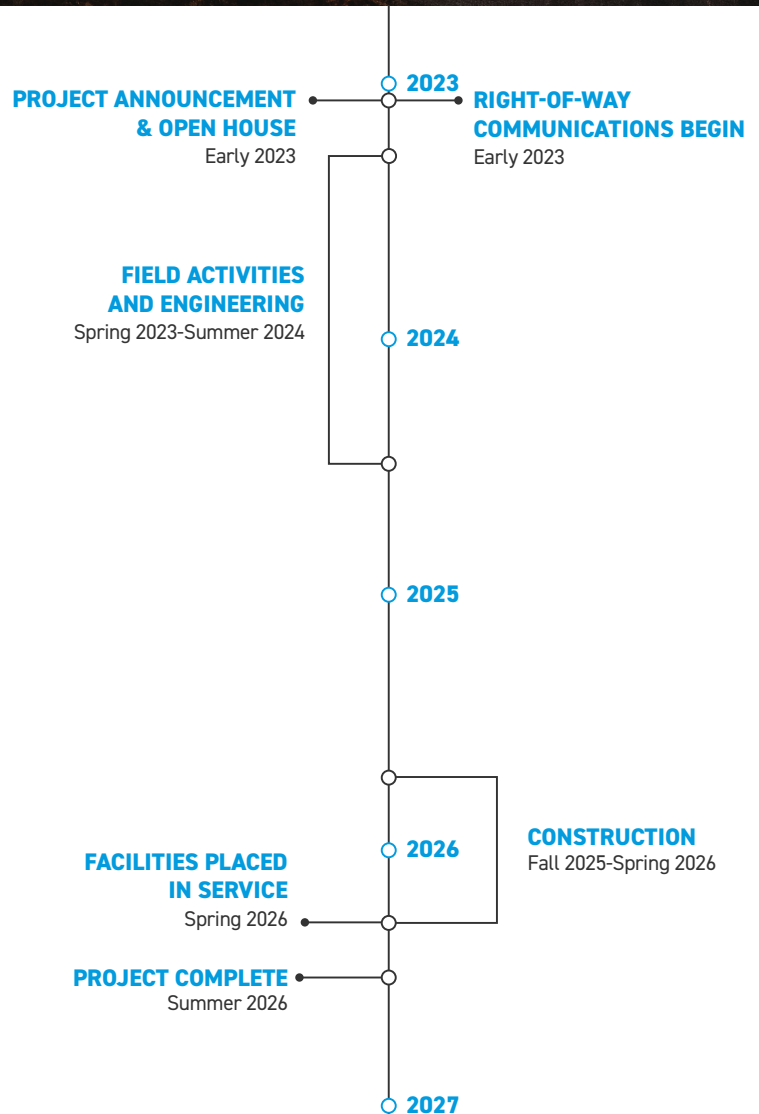 2023
PROJECT ANNOUNCEMENT
& OPEN HOUSE
Early 2023
RIGHT-OF-WAY
COMMUNICATIONS BEGIN
Early 2023
FIELD ACTIVITIES
AND ENGINEERING
Spring 2023-Summer 2024
2024
2025
CONSTRUCTION
Fall 2025-Spring 2026
2026
FACILITIES PLACED
IN SERVICE
Spring 2026
PROJECT COMPLETE
Summer 2026
2027